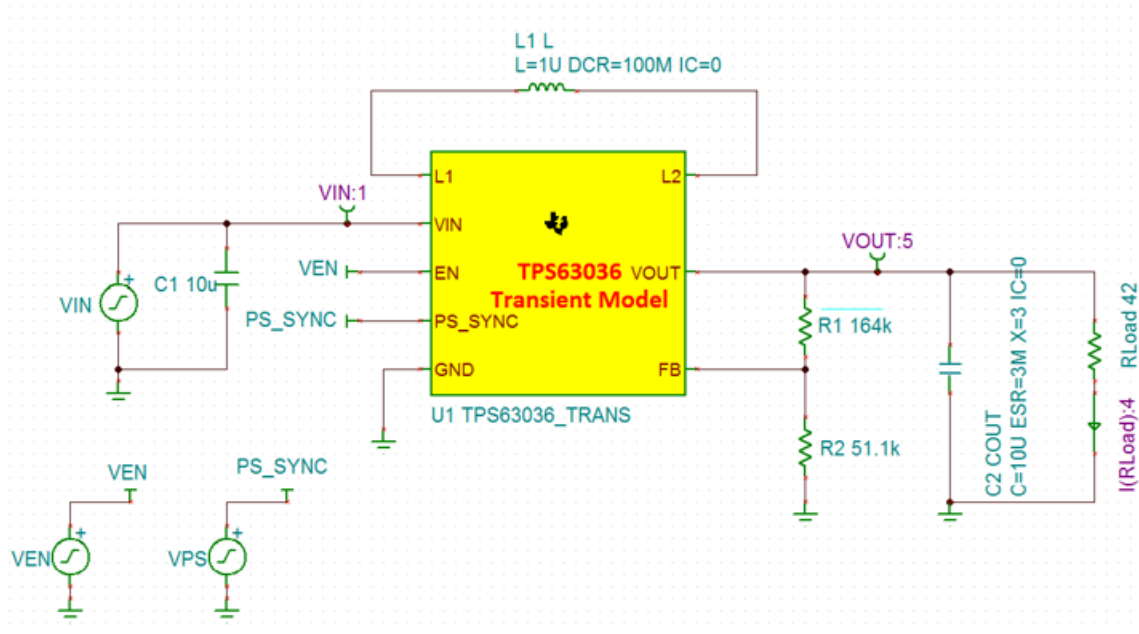 L1 L
L=1U DCR=100M IC=0
L1
L2
VIN:1
VIN
VOUT:5
VEN
EN
TPS63036
VOUT
Transient Model
C1 10u
VIN
PS_SYNC
PS_SYNC
R1 164k
GND
FB
U1 TPS63036_TRANS
R2 51.1k
C2 COUT
C=10U ESR=3M X=3 IC=0
RLoad 42
I(RLoad):4
VEN
PS_SYNC
+
+
+
VEN
VPS